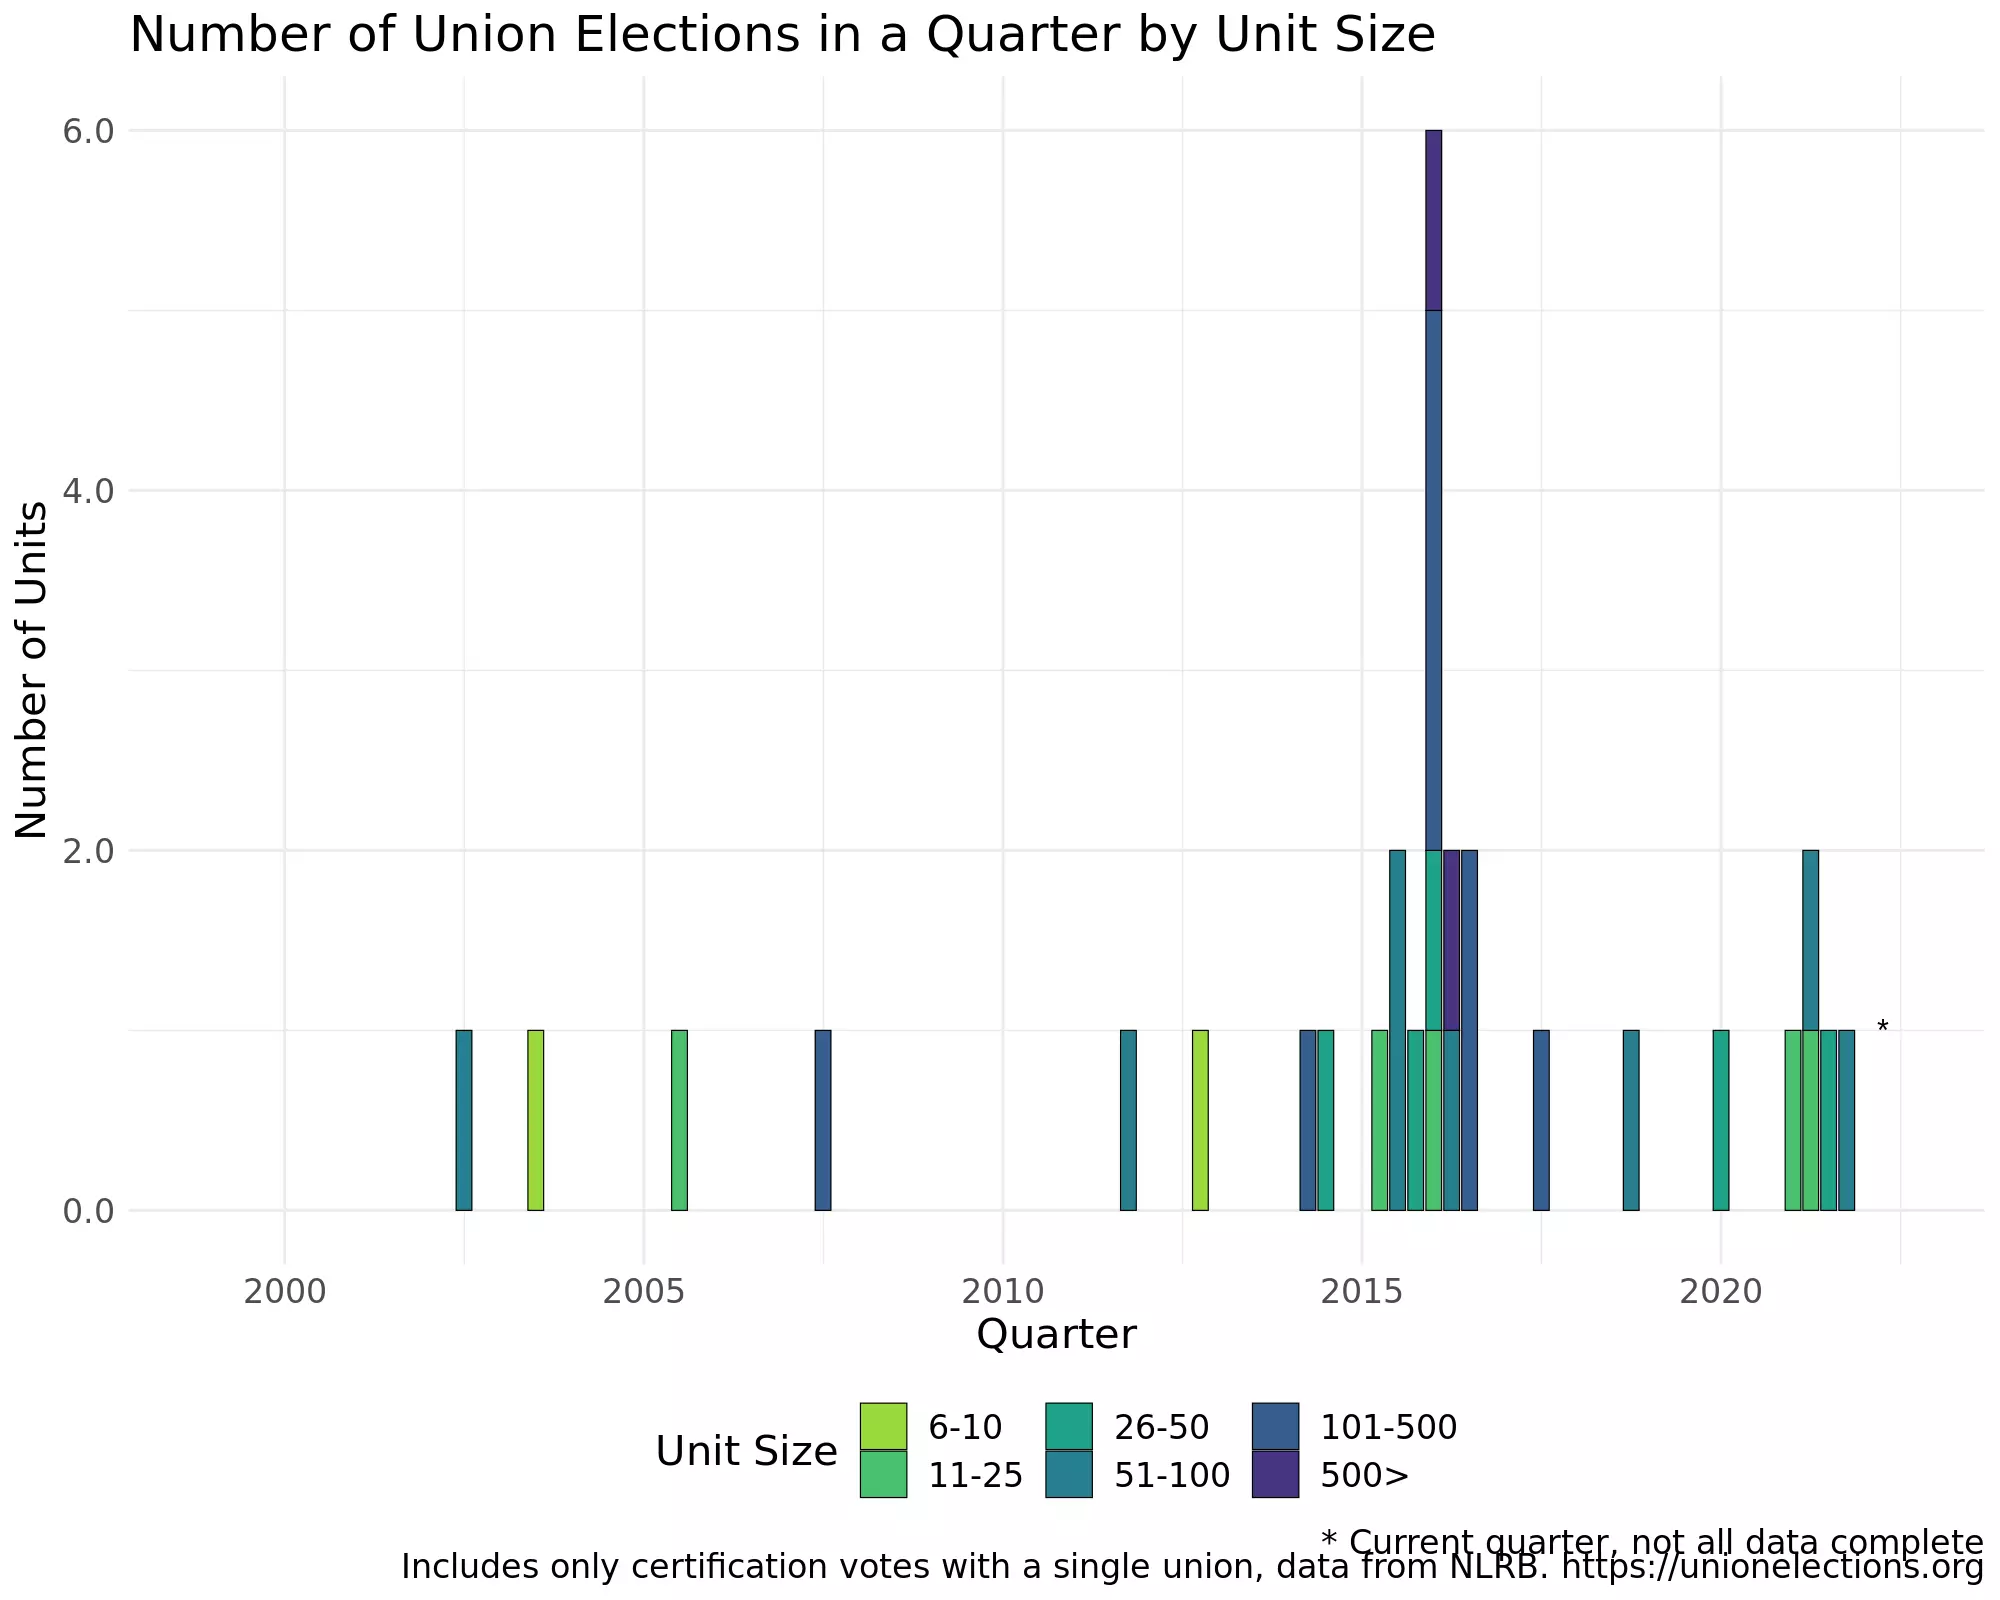 Number of Union Elections in a Quarter by Unit Size
Number of Units
6.0
4.0
2.0
0.0
*
2000 2005 2010 2015 2020
Quarter
Unit Size
6-10 26-50 101-500
11-25 51-100 500>
* Current quarter, not all data complete
Includes only certification votes with a single union, data from NLRB. https://unionelections.org